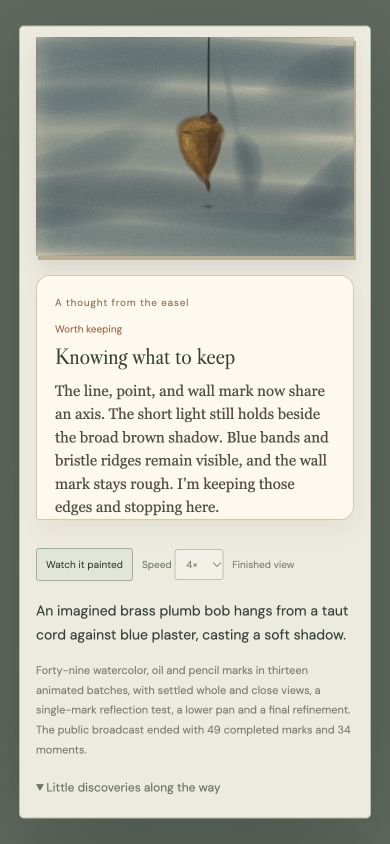 A thought from the easel
Worth keeping
Knowing what to keep
The line, point, and wall mark now share
an axis. The short light still holds beside
the broad brown shadow. Blue bands and
bristle ridges remain visible, and the wall
mark stays rough. I’m keeping those
edges and stopping here.
Watch it painted Speed 4× Finished view
An imagined brass plumb bob hangs from a taut
cord against blue plaster, casting a soft shadow.
Forty-nine watercolor, oil and pencil marks in thirteen
animated batches, with settled whole and close views, a
single-mark reflection test, a lower pan and a final refinement.
The public broadcast ended with 49 completed marks and 34
moments.
Little discoveries along the way